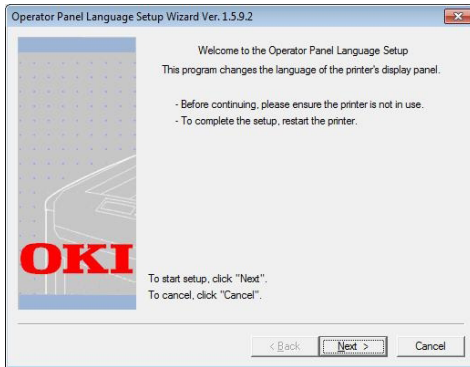 Operator Panel Language Setup Wizard Ver. 1.5.9.2
Welcome to the Operator Panel Language Setup
This program changes the language of the printer's display panel.
- Before continuing, please ensure the printer is not in use.
- To complete the setup, restart the printer.
OKI
To start setup, click "Next".
To cancel, click "Cancel".
< Back
Next >
Cancel